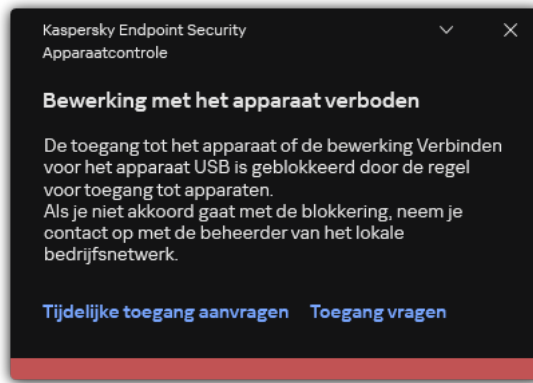 Kaspersky Endpoint Security
Apparaatcontrole
Bewerking met het apparaat verboden
De toegang tot het apparaat of de bewerking Verbinden
voor het apparaat USB is geblokkeerd door de regel
voor toegang tot apparaten.
Als je niet akkoord gaat met de blokkering, neem je
contact op met de beheerder van het lokale
bedrijfsnetwerk.
Tijdelijke toegang aanvragen Toegang vragen